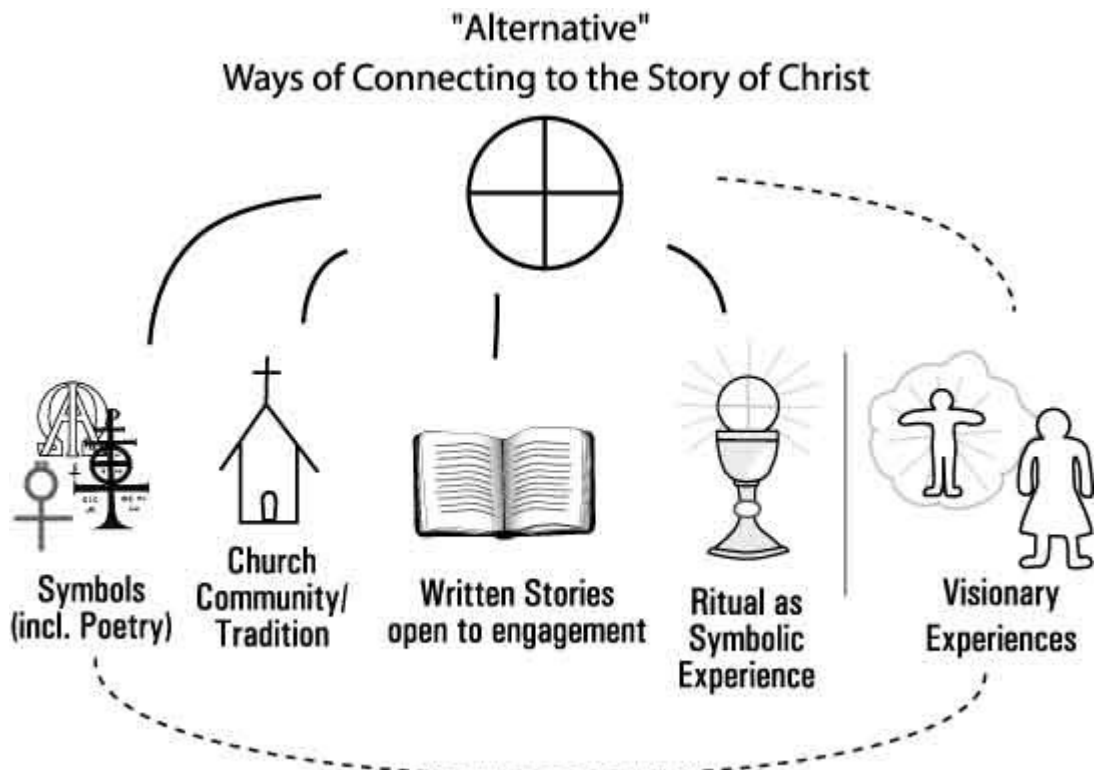 "Alternative"
Ways of Connecting to the Story of Christ
Symbols
(incl. Poetry)
Church
Community/
Tradition
Written Stories
open to engagement
Ritual as
Symbolic
Experience
Visionary
Experiences